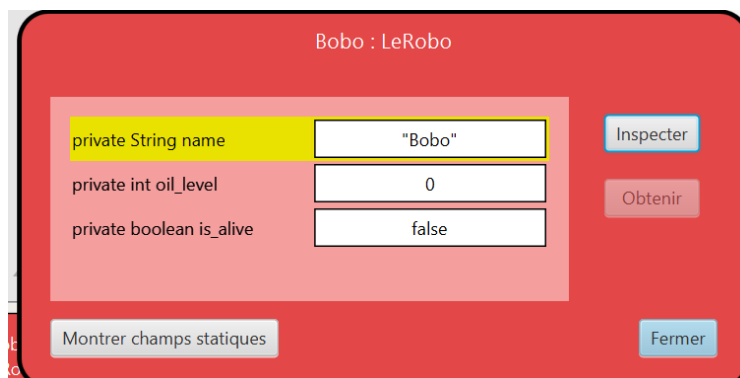 Bobo : LeRobo
private String name "Bobo"
Inspecter
private int oil_level 0
Obtenir
private boolean is_alive false
Montrer champs statiques
Fermer